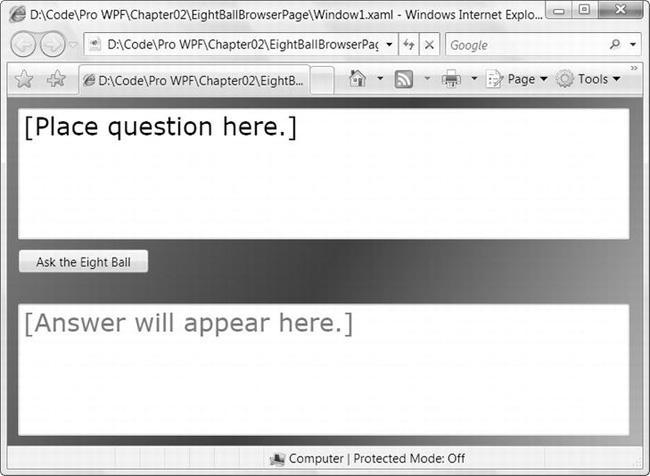 D:\Code\Pro WPF\Chapter02\EightBallBrowserPage\Window1.xaml - Windows Internet Explo...
D:\Code\Pro WPF\Chapter02\EightBallBrowserPag
Google
D:\Code\Pro WPF\Chapter02\EightB...
Page
Tools
[Place question here.]
Ask the Eight Ball
[Answer will appear here.]
Computer | Protected Mode: Off